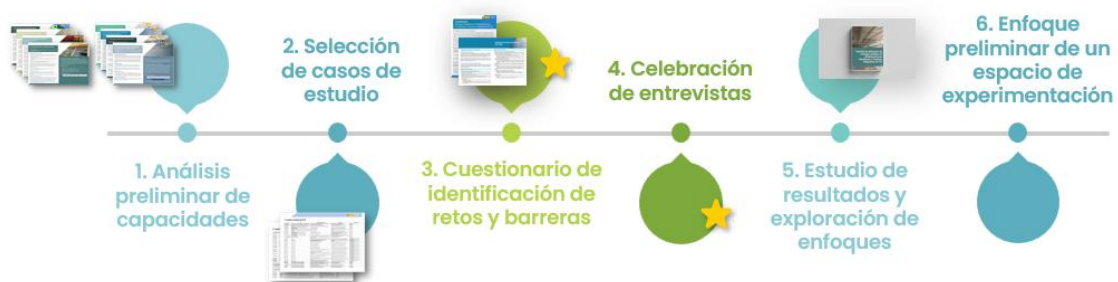 1. Análisis
preliminar de
capacidades
2. Selección
de casos de
estudio
3. Cuestionario de
identificación de
retos y barreras
4. Celebración
de entrevistas
5. Estudio de
resultados y
exploración de
enfoques
6. Enfoque
preliminar de un
espacio de
experimentación